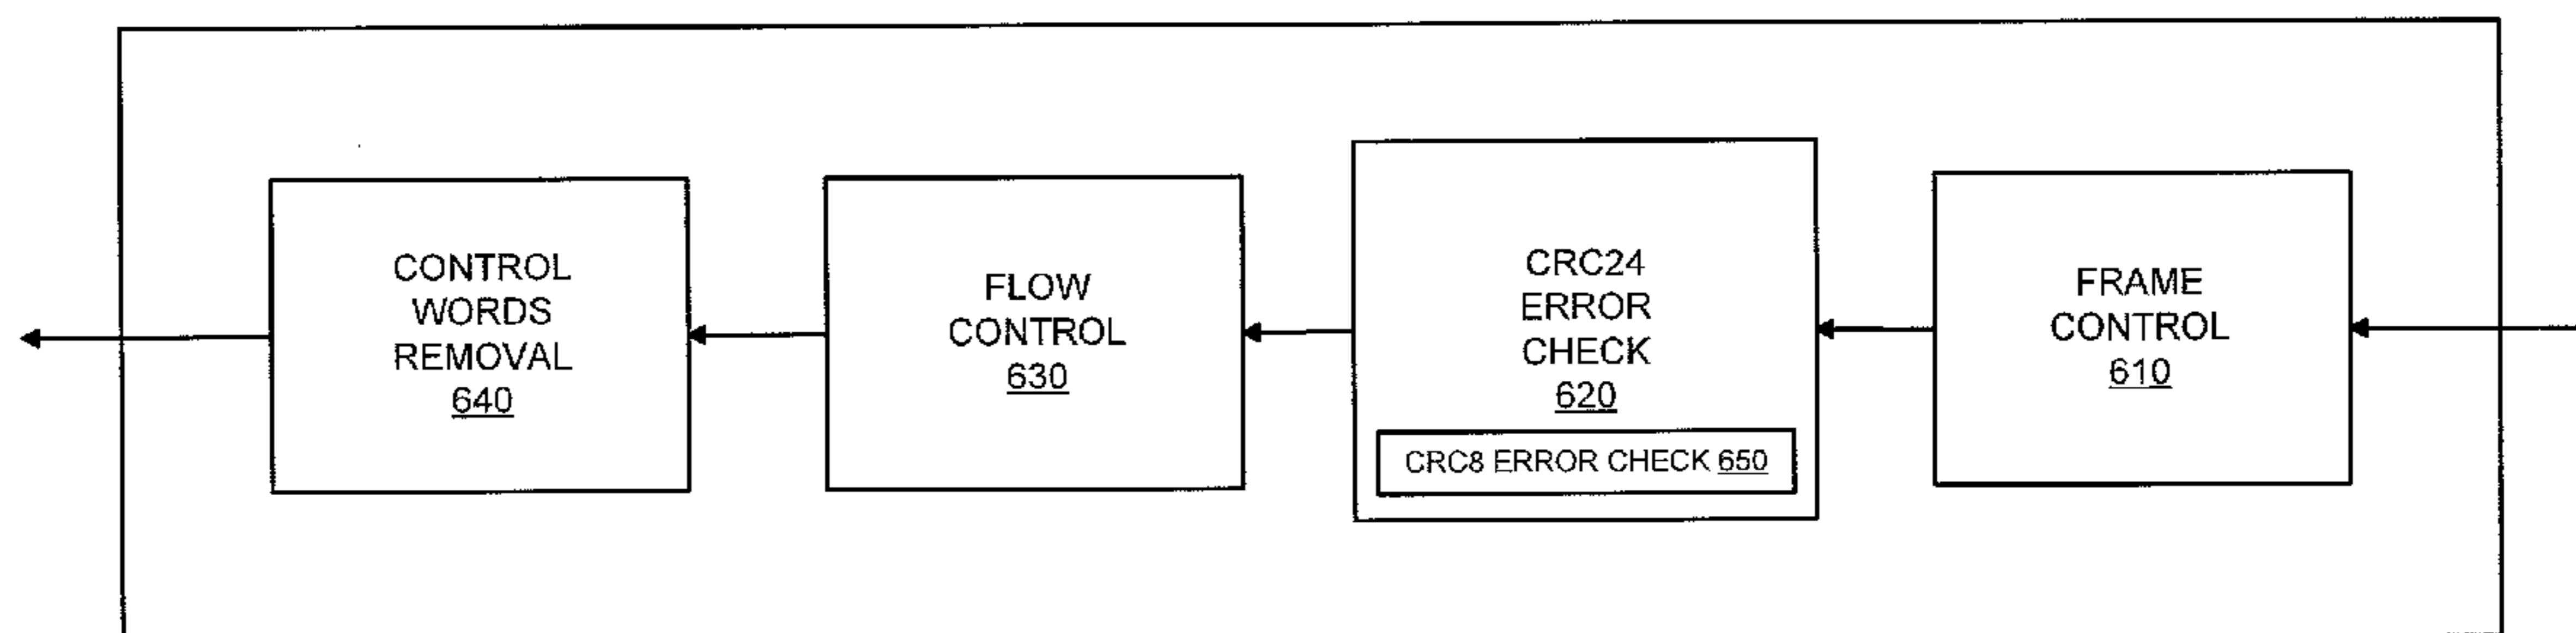 CONTROL
WORDS
REMOVAL
640
FLOW
CONTROL
630
CRC24
ERROR
CHECK
620
CRC8 ERROR CHECK 650
FRAME
CONTROL
610